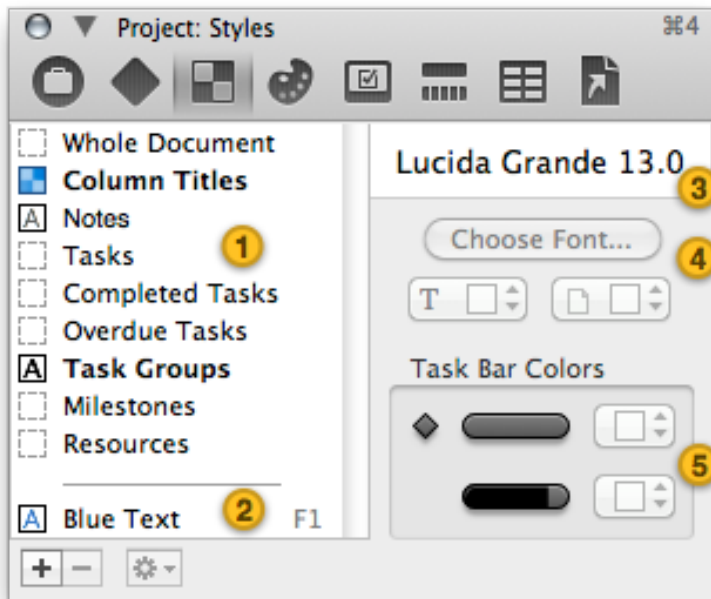 Project: Styles ⌘4
Whole Document
Column Titles
A Notes
Tasks
Completed Tasks
Overdue Tasks
A Task Groups
Milestones
Resources
A Blue Text F1
1
2
Lucida Grande 13.0
3
Choose Font...
4
T
Task Bar Colors
5